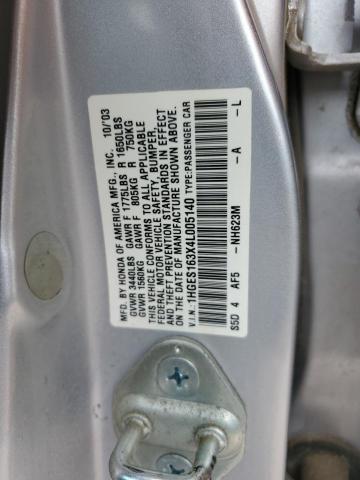 MFD. BY HONDA OF AMERICA MFG., INC. 10/'03
GVWR 3440LBS GAWR F 1775LBS R 1650LBS
GVWR 1560KG GAWR F 805KG R 750KG
THIS VEHICLE CONFORMS TO ALL APPLICABLE
FEDERAL MOTOR VEHICLE SAFETY, BUMPER,
AND THEFT PREVENTION STANDARDS IN EFFECT
ON THE DATE OF MANUFACTURE SHOWN ABOVE.
V.I.N.: 1HGES163X4L005140 TYPE:PASSENGER CAR
S5D 4 AF5 -NH623M -A -L